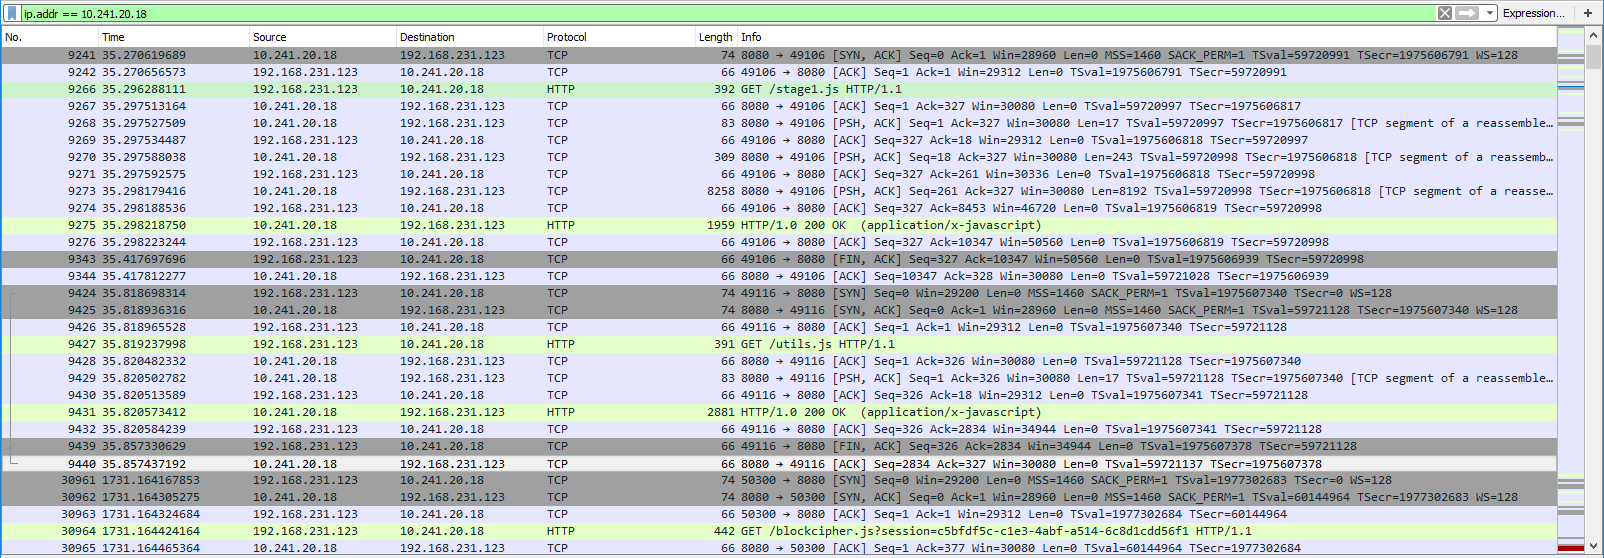 ip.addr == 10.241.20.18 Expression... +
No. Time Source Destination Protocol Length Info
9241 35.270619689 10.241.20.18 192.168.231.123 TCP 74 8080 → 49106 [SYN, ACK] Seq=0 Ack=1 Win=28960 Len=0 MSS=1460 SACK_PERM=1 TSval=59720991 TSecr=1975606791 WS=128
9242 35.270656573 192.168.231.123 10.241.20.18 TCP 66 49106 → 8080 [ACK] Seq=1 Ack=1 Win=29312 Len=0 TSval=1975606791 TSecr=59720991
9266 35.296288111 192.168.231.123 10.241.20.18 HTTP 392 GET /stage1.js HTTP/1.1
9267 35.297513164 10.241.20.18 192.168.231.123 TCP 66 8080 → 49106 [ACK] Seq=1 Ack=327 Win=30080 Len=0 TSval=59720997 TSecr=1975606817
9268 35.297527509 10.241.20.18 192.168.231.123 TCP 83 8080 → 49106 [PSH, ACK] Seq=1 Ack=327 Win=30080 Len=17 TSval=59720997 TSecr=1975606817 [TCP segment of a reassemble…
9269 35.297534487 192.168.231.123 10.241.20.18 TCP 66 49106 → 8080 [ACK] Seq=327 Ack=18 Win=29312 Len=0 TSval=1975606818 TSecr=59720997
9270 35.297588038 10.241.20.18 192.168.231.123 TCP 309 8080 → 49106 [PSH, ACK] Seq=18 Ack=327 Win=30080 Len=243 TSval=59720998 TSecr=1975606818 [TCP segment of a reassemb…
9271 35.297592575 192.168.231.123 10.241.20.18 TCP 66 49106 → 8080 [ACK] Seq=327 Ack=261 Win=30336 Len=0 TSval=1975606818 TSecr=59720998
9273 35.298179416 10.241.20.18 192.168.231.123 TCP 8258 8080 → 49106 [PSH, ACK] Seq=261 Ack=327 Win=30080 Len=8192 TSval=59720998 TSecr=1975606818 [TCP segment of a reasse…
9274 35.298188536 192.168.231.123 10.241.20.18 TCP 66 49106 → 8080 [ACK] Seq=327 Ack=8453 Win=46720 Len=0 TSval=1975606819 TSecr=59720998
9275 35.298218750 10.241.20.18 192.168.231.123 HTTP 1959 HTTP/1.0 200 OK (application/x-javascript)
9276 35.298223244 192.168.231.123 10.241.20.18 TCP 66 49106 → 8080 [ACK] Seq=327 Ack=10347 Win=50560 Len=0 TSval=1975606819 TSecr=59720998
9343 35.417697696 192.168.231.123 10.241.20.18 TCP 66 49106 → 8080 [FIN, ACK] Seq=327 Ack=10347 Win=50560 Len=0 TSval=1975606939 TSecr=59720998
9344 35.417812277 10.241.20.18 192.168.231.123 TCP 66 8080 → 49106 [ACK] Seq=10347 Ack=328 Win=30080 Len=0 TSval=59721028 TSecr=1975606939
9424 35.818698314 192.168.231.123 10.241.20.18 TCP 74 49116 → 8080 [SYN] Seq=0 Win=29200 Len=0 MSS=1460 SACK_PERM=1 TSval=1975607340 TSecr=0 WS=128
9425 35.818936316 10.241.20.18 192.168.231.123 TCP 74 8080 → 49116 [SYN, ACK] Seq=0 Ack=1 Win=28960 Len=0 MSS=1460 SACK_PERM=1 TSval=59721128 TSecr=1975607340 WS=128
9426 35.818965528 192.168.231.123 10.241.20.18 TCP 66 49116 → 8080 [ACK] Seq=1 Ack=1 Win=29312 Len=0 TSval=1975607340 TSecr=59721128
9427 35.819237998 192.168.231.123 10.241.20.18 HTTP 391 GET /utils.js HTTP/1.1
9428 35.820482332 10.241.20.18 192.168.231.123 TCP 66 8080 → 49116 [ACK] Seq=1 Ack=326 Win=30080 Len=0 TSval=59721128 TSecr=1975607340
9429 35.820502782 10.241.20.18 192.168.231.123 TCP 83 8080 → 49116 [PSH, ACK] Seq=1 Ack=326 Win=30080 Len=17 TSval=59721128 TSecr=1975607340 [TCP segment of a reassemble…
9430 35.820513589 192.168.231.123 10.241.20.18 TCP 66 49116 → 8080 [ACK] Seq=326 Ack=18 Win=29312 Len=0 TSval=1975607341 TSecr=59721128
9431 35.820573412 10.241.20.18 192.168.231.123 HTTP 2881 HTTP/1.0 200 OK (application/x-javascript)
9432 35.820584239 192.168.231.123 10.241.20.18 TCP 66 49116 → 8080 [ACK] Seq=326 Ack=2834 Win=34944 Len=0 TSval=1975607341 TSecr=59721128
9439 35.857330629 192.168.231.123 10.241.20.18 TCP 66 49116 → 8080 [FIN, ACK] Seq=326 Ack=2834 Win=34944 Len=0 TSval=1975607378 TSecr=59721128
9440 35.857437192 10.241.20.18 192.168.231.123 TCP 66 8080 → 49116 [ACK] Seq=2834 Ack=327 Win=30080 Len=0 TSval=59721137 TSecr=1975607378
30961 1731.164167853 192.168.231.123 10.241.20.18 TCP 74 50300 → 8080 [SYN] Seq=0 Win=29200 Len=0 MSS=1460 SACK_PERM=1 TSval=1977302683 TSecr=0 WS=128
30962 1731.164305275 10.241.20.18 192.168.231.123 TCP 74 8080 → 50300 [SYN, ACK] Seq=0 Ack=1 Win=28960 Len=0 MSS=1460 SACK_PERM=1 TSval=60144964 TSecr=1977302683 WS=128
30963 1731.164324684 192.168.231.123 10.241.20.18 TCP 66 50300 → 8080 [ACK] Seq=1 Ack=1 Win=29312 Len=0 TSval=1977302684 TSecr=60144964
30964 1731.164424164 192.168.231.123 10.241.20.18 HTTP 442 GET /blockcipher.js?session=c5bfdf5c-c1e3-4abf-a514-6c8d1cdd56f1 HTTP/1.1
30965 1731.164465364 10.241.20.18 192.168.231.123 TCP 66 8080 → 50300 [ACK] Seq=1 Ack=377 Win=30080 Len=0 TSval=60144964 TSecr=1977302684